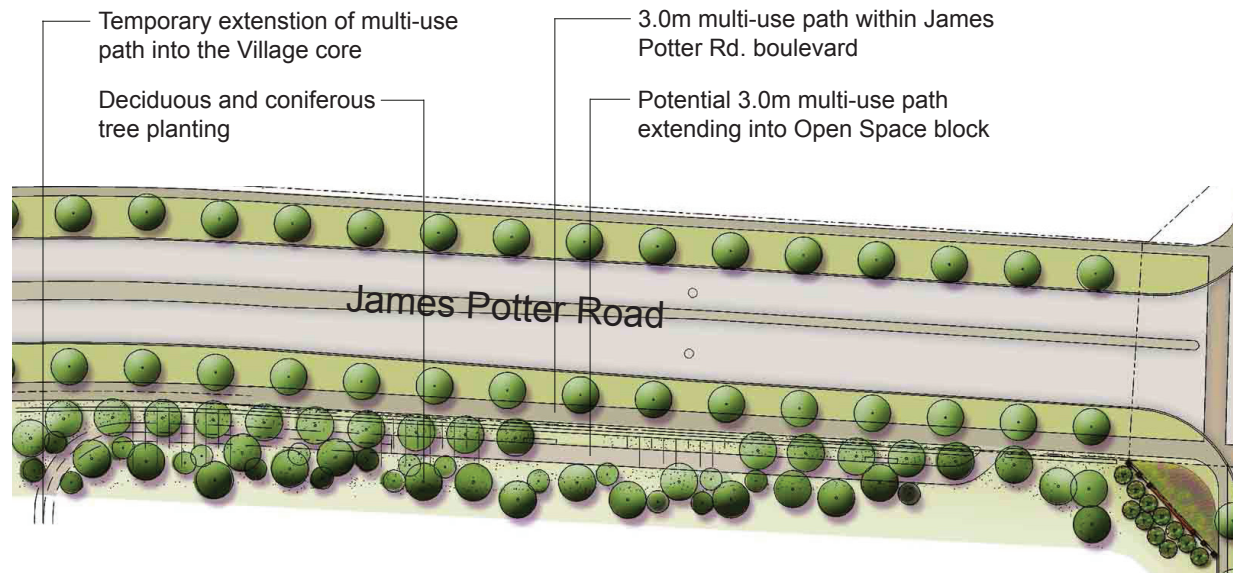 Temporary extenstion of multi-use
path into the Village core
Deciduous and coniferous
tree planting
3.0m multi-use path within James
Potter Rd. boulevard
Potential 3.0m multi-use path
extending into Open Space block
James Potter Road